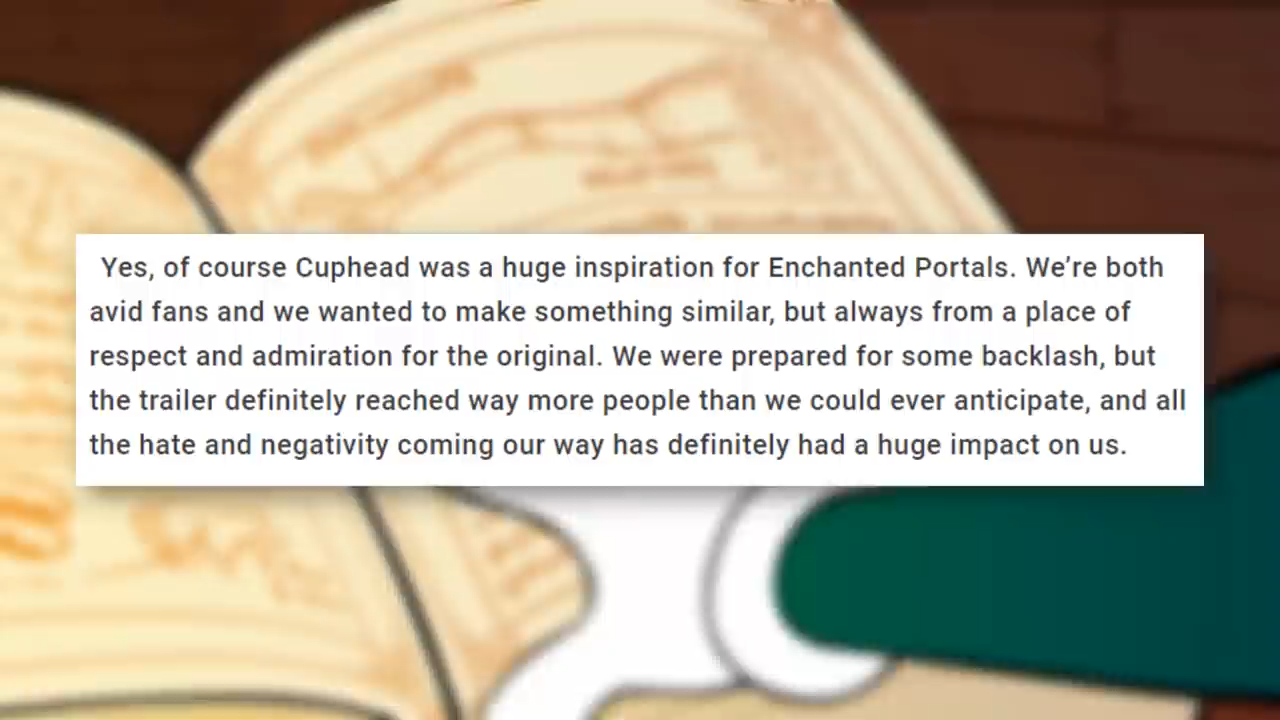 Yes, of course Cuphead was a huge inspiration for Enchanted Portals. We’re both
avid fans and we wanted to make something similar, but always from a place of
respect and admiration for the original. We were prepared for some backlash, but
the trailer definitely reached way more people than we could ever anticipate, and all
the hate and negativity coming our way has definitely had a huge impact on us.